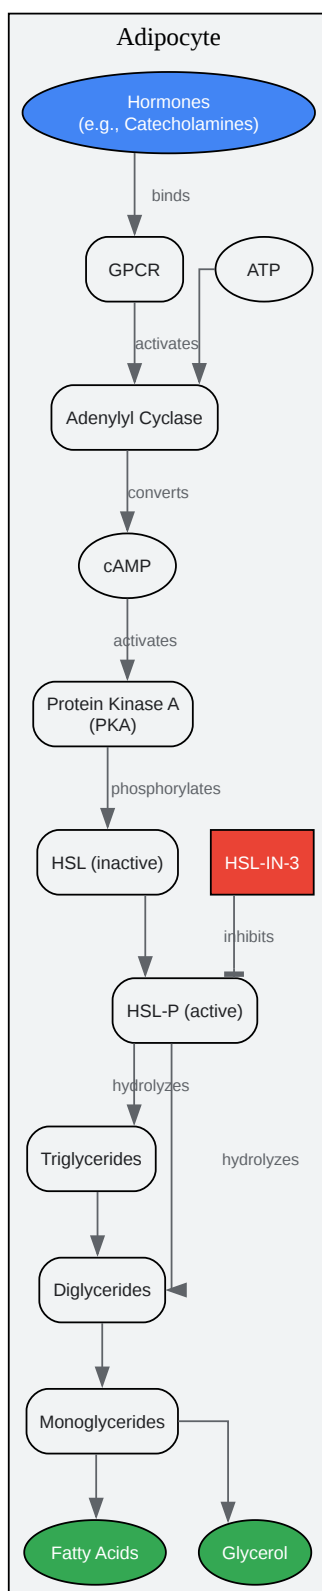 Adipocyte
Hormones
(e.g., Catecholamines)
binds
GPCR
ATP
activates
Adenylyl Cyclase
converts
cAMP
activates
Protein Kinase A
(PKA)
phosphorylates
HSL (inactive)
HSL-IN-3
inhibits
HSL-P (active)
hydrolyzes
Triglycerides
hydrolyzes
Diglycerides
Monoglycerides
Fatty Acids
Glycerol